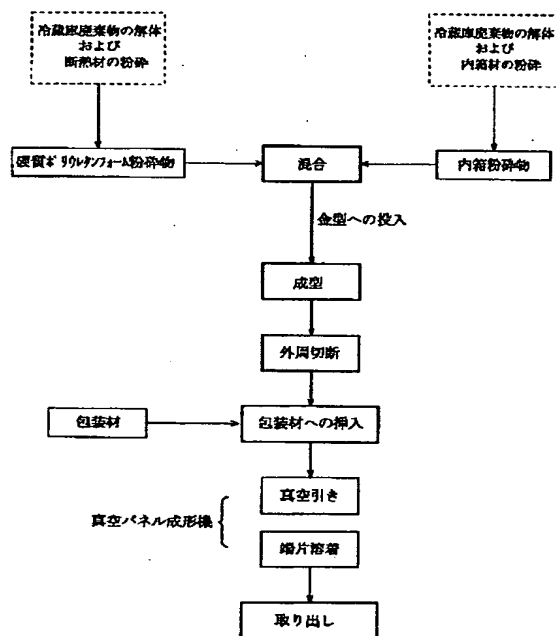 冷蔵庫廃棄物の解体
および
断熱材の粉砕
冷蔵庫廃棄物の解体
および
内箱材の粉砕
硬質ポリウレタンフォーム粉砕物
混合
内箱粉砕物
金型への投入
成型
外周切断
包装材
包装材への挿入
真空引き
真空パネル成形機
端片溶着
取り出し